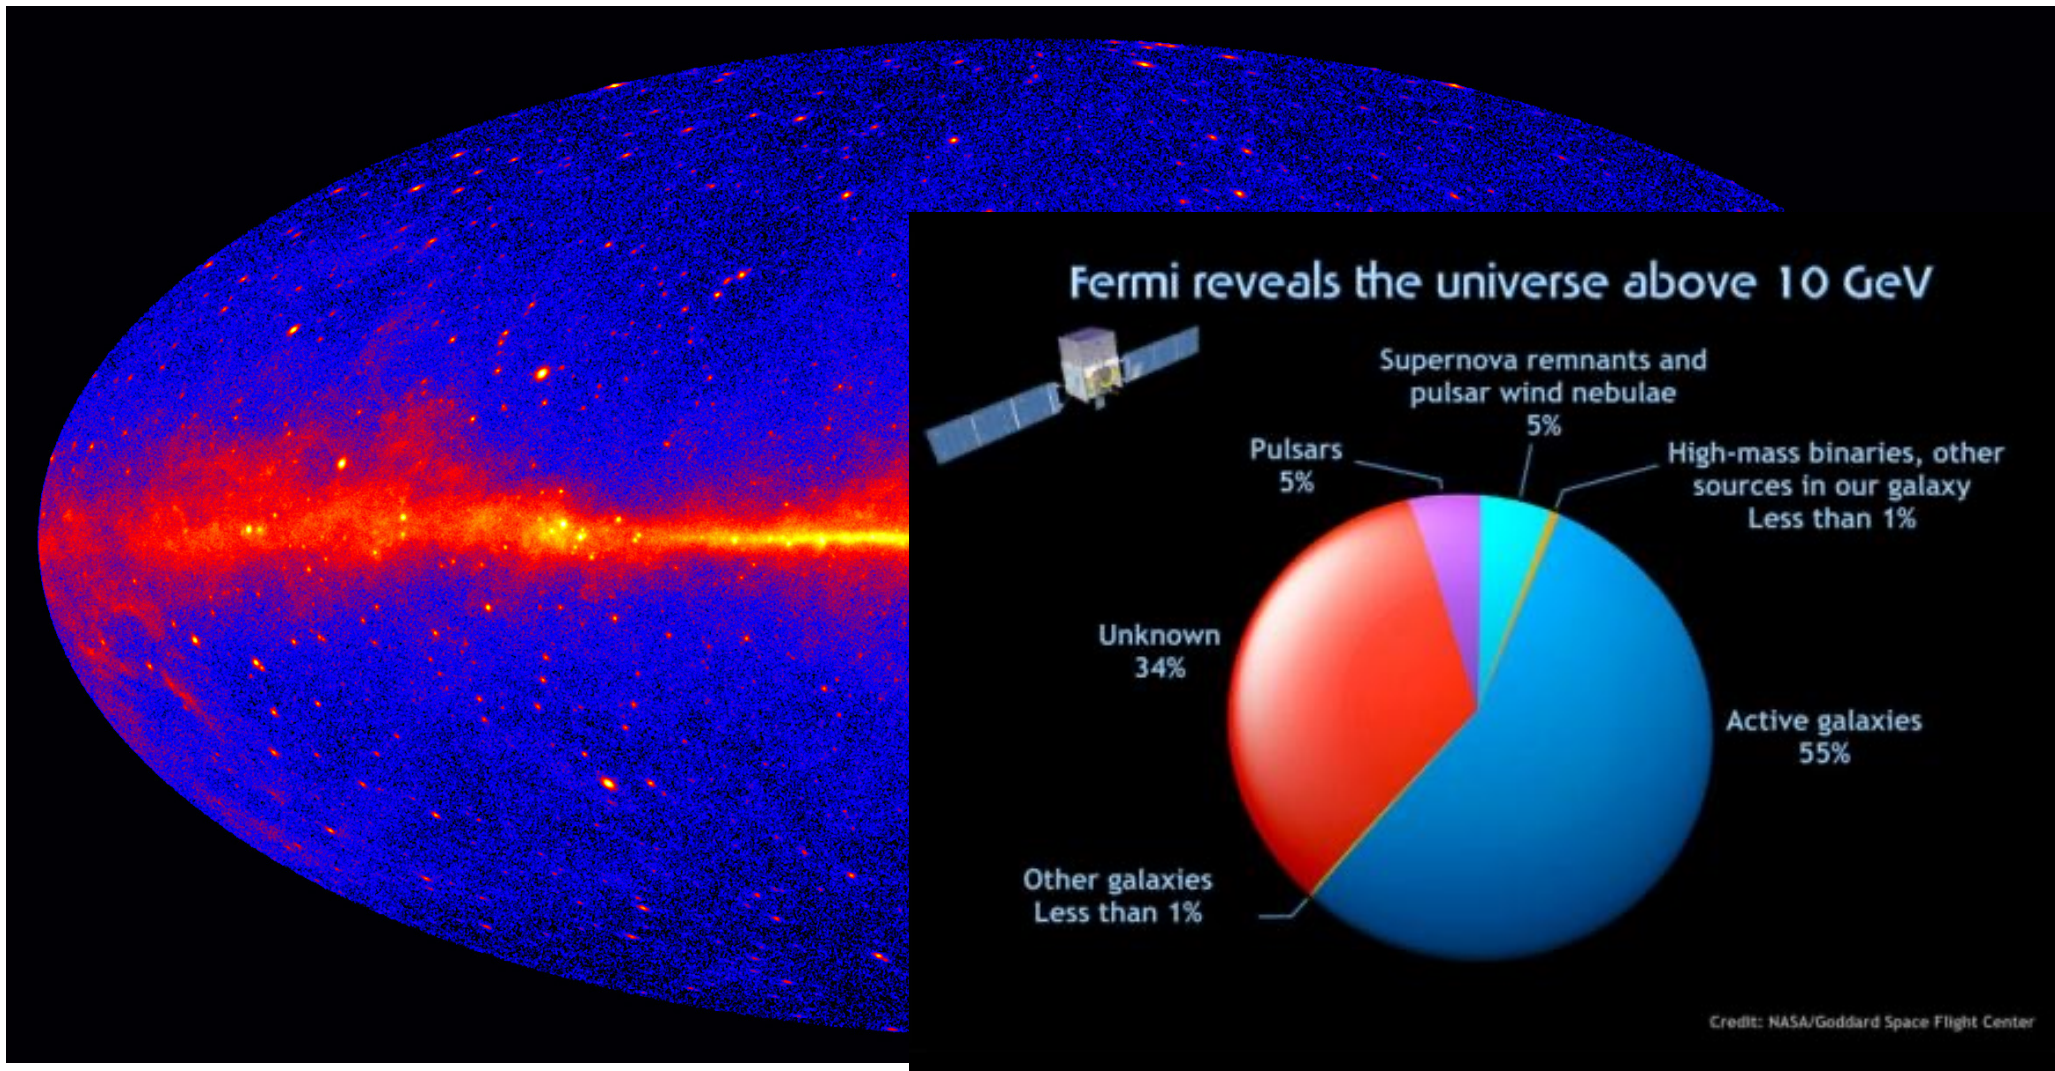 Fermi reveals the universe above 10 GeV
Supernova remnants and
pulsar wind nebulae
5%
Pulsars
5%
High-mass binaries, other
sources in our galaxy
Less than 1%
Unknown
34%
Active galaxies
55%
Other galaxies
Less than 1%
Credit: NASA/Goddard Space Flight Center